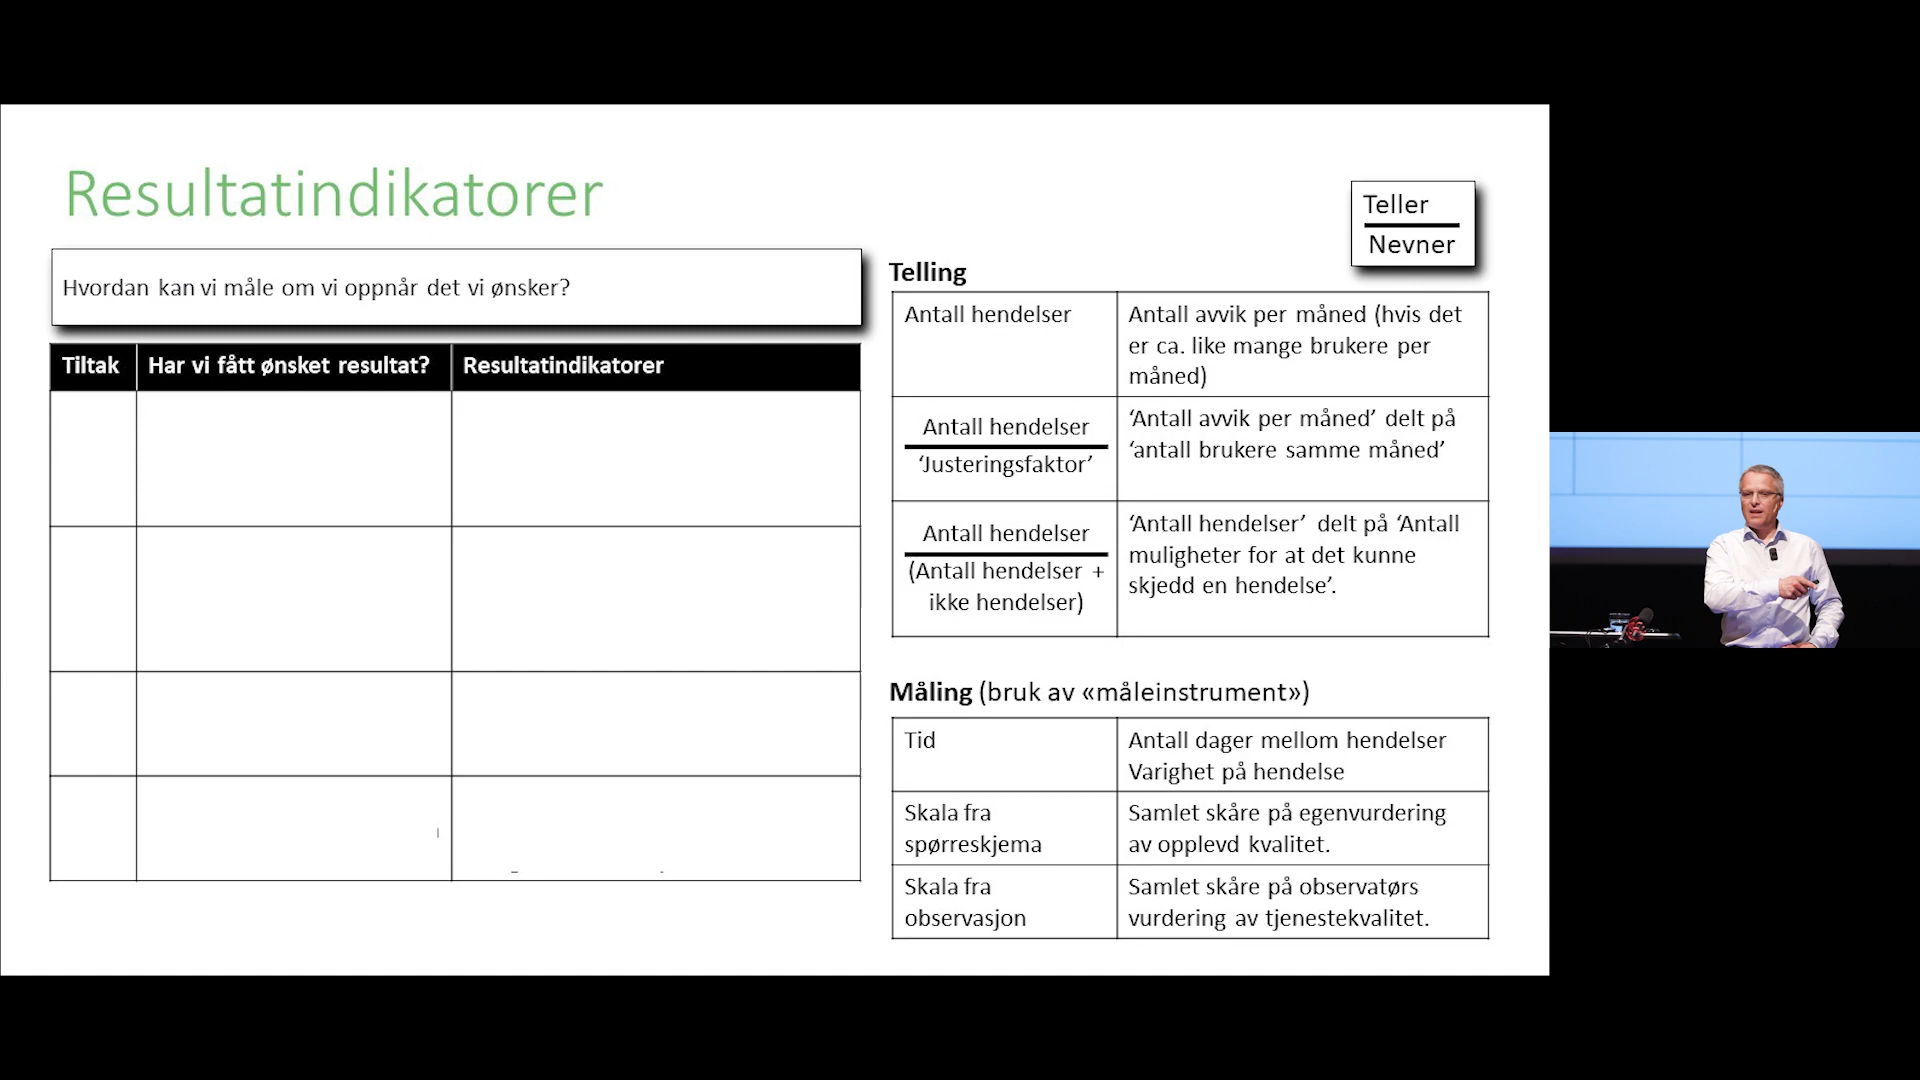 Resultatindikatorer
Hvordan kan vi måle om vi oppnår det vi ønsker?
Tiltak
Har vi fått ønsket resultat?
Resultatindikatorer
Teller
Nevner
Telling
Antall hendelser
Antall avvik per måned (hvis det
er ca. like mange brukere per
måned)
Antall hendelser
‘Justeringsfaktor’
‘Antall avvik per måned’ delt på
‘antall brukere samme måned’
Antall hendelser
(Antall hendelser +
ikke hendelser)
‘Antall hendelser’ delt på ‘Antall
muligheter for at det kunne
skjedd en hendelse’.
Måling (bruk av «måleinstrument»)
Tid
Antall dager mellom hendelser
Varighet på hendelse
Skala fra
spørreskjema
Samlet skåre på egenvurdering
av opplevd kvalitet.
Skala fra
observasjon
Samlet skåre på observatørs
vurdering av tjenestekvalitet.